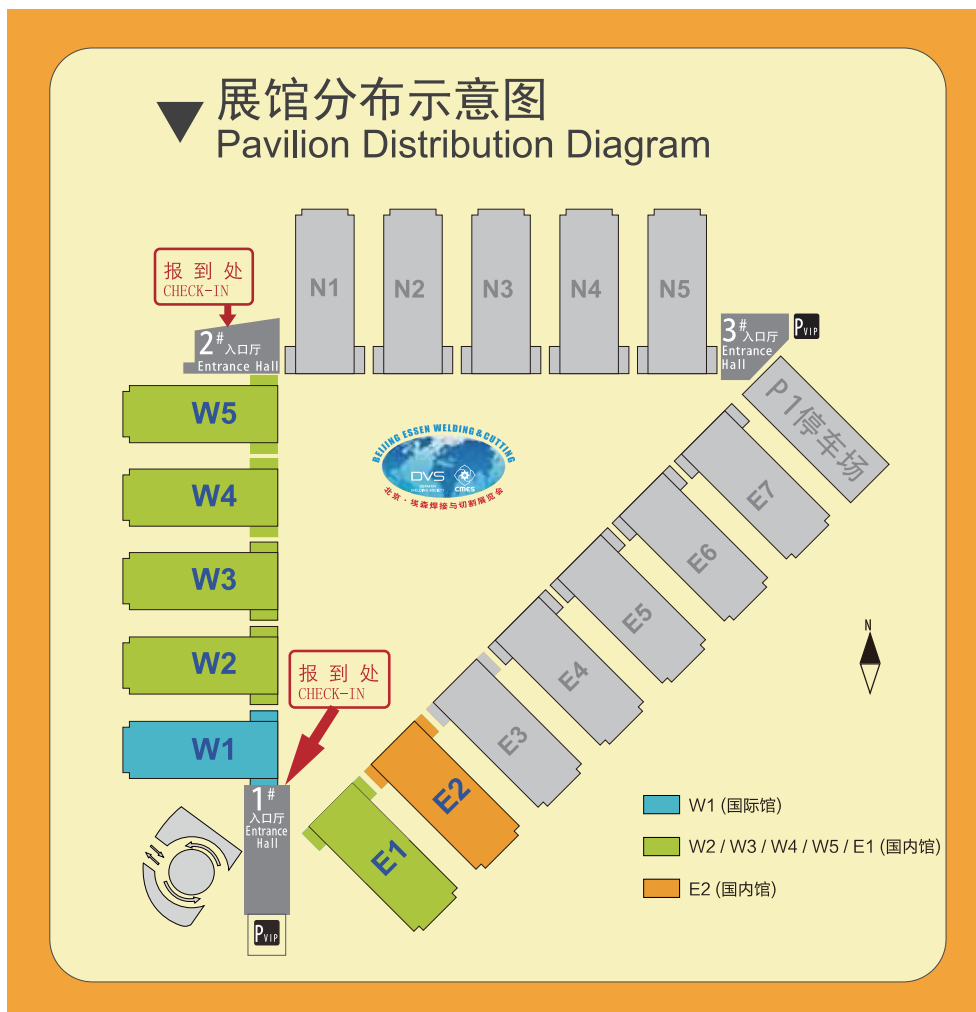 展馆分布示意图
Pavilion Distribution Diagram
N1
N2
N3
N4
N5
报 到 处
CHECK-IN
2#入口厅
Entrance Hall
3#
入口厅
Entrance
Hall
PVIP
P1停车场
W5
W4
W3
W2
W1
BEIJING ESSEN WELDING & CUTTING
DVS
GERMAN
WELDING SOCIETY
CMES
北京·埃森焊接与切割展览会
E7
E6
E5
E4
E3
E2
E1
N
报 到 处
CHECK-IN
1#
入口厅
Entrance
Hall
PVIP
W1 (国际馆)
W2 / W3 / W4 / W5 / E1 (国内馆)
E2 (国内馆)